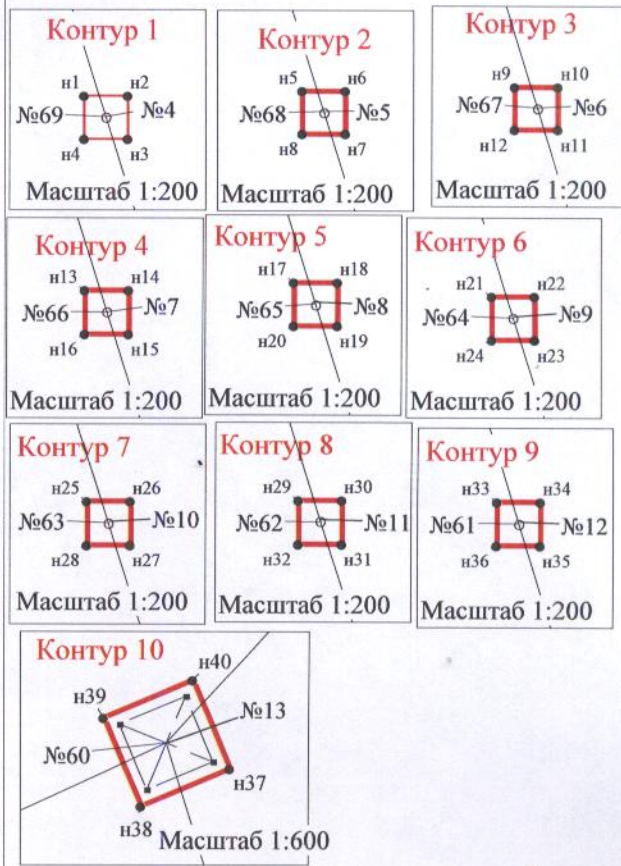 Контур 1
н1 н2
№69 №4
н4 н3
Масштаб 1:200
Контур 2
н5 н6
№68 №5
н8 н7
Масштаб 1:200
Контур 3
н9 н10
№67 №6
н12 н11
Масштаб 1:200
Контур 4
н13 н14
№66 №7
н16 н15
Масштаб 1:200
Контур 5
н17 н18
№65 №8
н20 н19
Масштаб 1:200
Контур 6
н21 н22
№64 №9
н24 н23
Масштаб 1:200
Контур 7
н25 н26
№63 №10
н28 н27
Масштаб 1:200
Контур 8
н29 н30
№62 №11
н32 н31
Масштаб 1:200
Контур 9
н33 н34
№61 №12
н36 н35
Масштаб 1:200
Контур 10
н40
н39
№13
№60
н37
н38
Масштаб 1:600